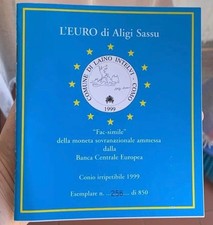 L'EURO di Aligi Sassu
COMUNE DI LAINO INTELVI - COMO
1999
"Fac-simile"
della moneta sovranazionale ammessa
dalla
Banca Centrale Europea
Conio irripetibile 1999
Esemplare n. ..750.. di 850